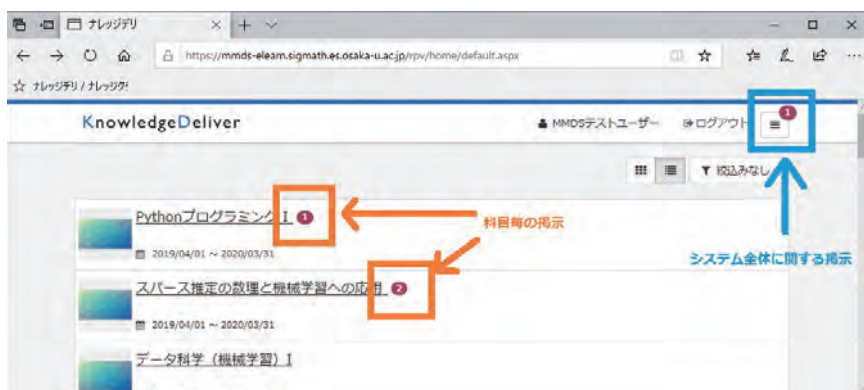 ナレッジデリ
https://mmds-elearn.sigmath.es.osaka-u.ac.jp/rpv/home/default.aspx
ナレッジデリ / ナレッジデ!
KnowledgeDeliver
MMDSテストユーザー ログアウト 1
絞込みなし
PythonプログラミングⅠ 1
科目毎の掲示
2019/04/01 ～ 2020/03/31
システム全体に関する掲示
スパース推定の数理と機械学習への応用 2
2019/04/01 ～ 2020/03/31
データ科学（機械学習）Ⅰ